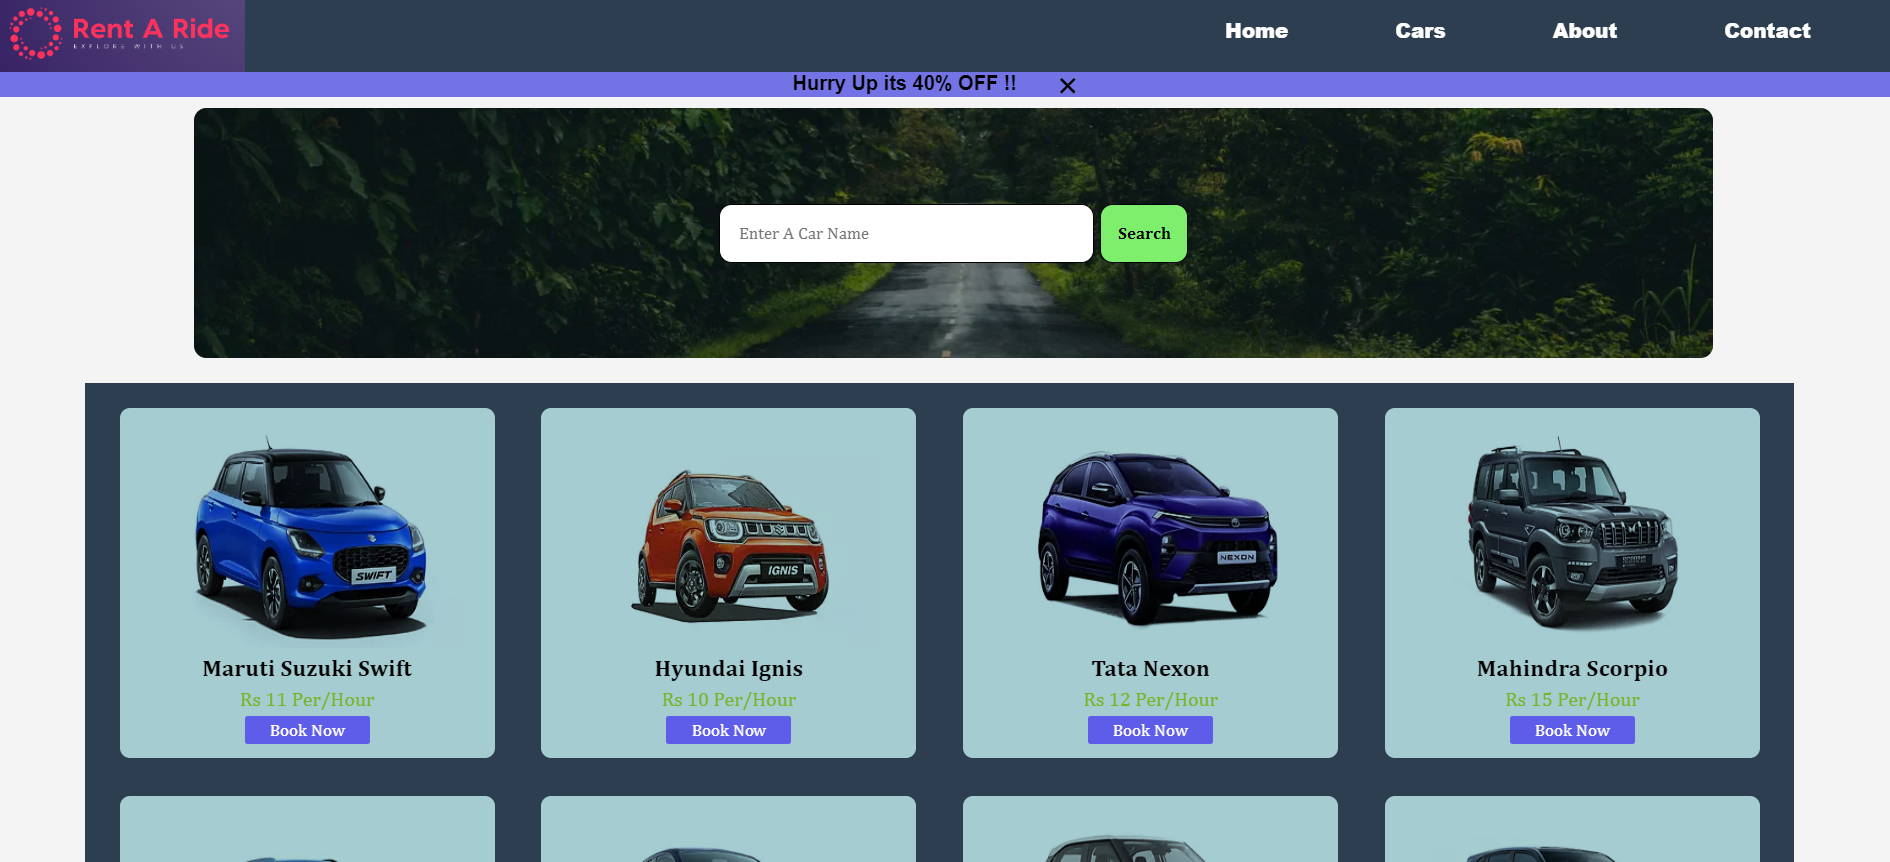 Rent A Ride
EXPLORE WITH US
Home Cars About Contact
Hurry Up its 40% OFF !! ×
Enter A Car Name Search
SWIFT
IGNIS
NEXON
Maruti Suzuki Swift
Rs 11 Per/Hour
Book Now
Hyundai Ignis
Rs 10 Per/Hour
Book Now
Tata Nexon
Rs 12 Per/Hour
Book Now
Mahindra Scorpio
Rs 15 Per/Hour
Book Now